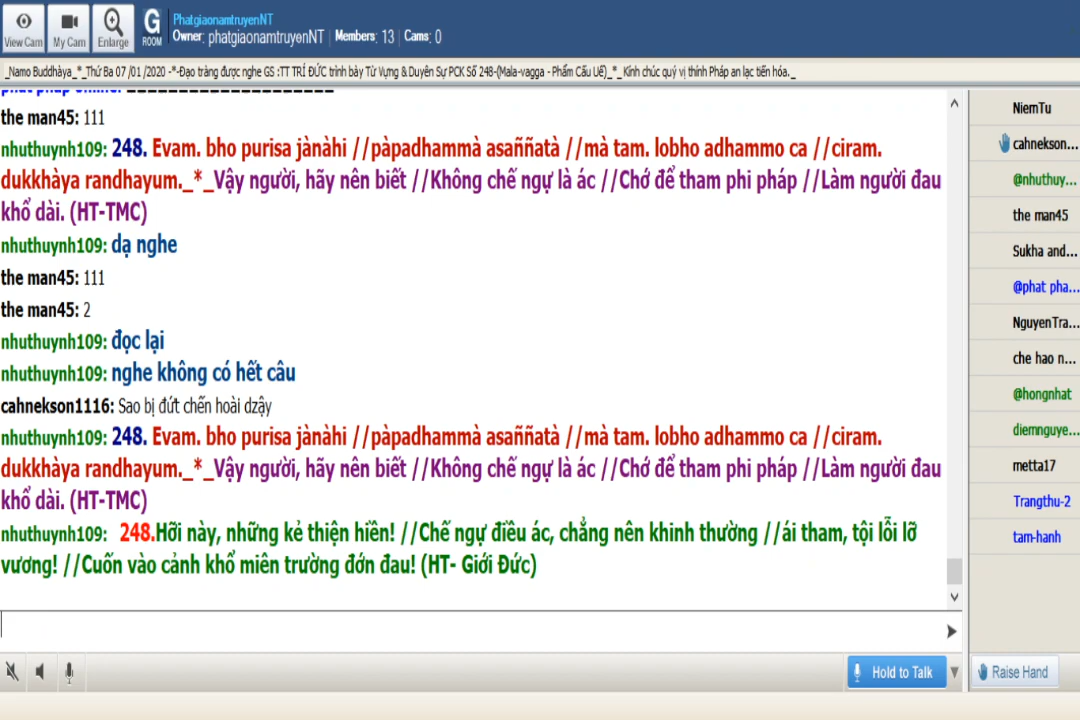 PhatgiaonamtruyenNT
View Cam My Cam Enlarge G ROOM Owner: phatgiaonamtruyenNT | Members: 13 | Cams: 0
_Namo Buddhàya_*_Thứ Ba 07 /01 /2020 -*-Đạo tràng được nghe GS :TT TRÍ ĐỨC trình bày Từ Vựng & Duyên Sự PCK Số 248-(Mala-vagga - Phẩm Cấu Uế)_*_ Kính chúc quý vị thính Pháp an lạc tiến hóa._
the man45: 111
nhuthuynh109: 248. Evam. bho purisa jànàhi //pàpadhammà asaññatà //mà tam. lobho adhammo ca //ciram.
dukkhàya randhayum._*_Vậy người, hãy nên biết //Không chế ngự là ác //Chớ để tham phi pháp //Làm người đau
khổ dài. (HT-TMC)
nhuthuynh109: dạ nghe
the man45: 111
the man45: 2
nhuthuynh109: đọc lại
nhuthuynh109: nghe không có hết câu
cahnekson1116: Sao bị đứt chến hoài dzậy
nhuthuynh109: 248. Evam. bho purisa jànàhi //pàpadhammà asaññatà //mà tam. lobho adhammo ca //ciram.
dukkhàya randhayum._*_Vậy người, hãy nên biết //Không chế ngự là ác //Chớ để tham phi pháp //Làm người đau
khổ dài. (HT-TMC)
nhuthuynh109: 248.Hỡi này, những kẻ thiện hiền! //Chế ngự điều ác, chẳng nên khinh thường //ái tham, tội lỗi lỡ
vương! //Cuốn vào cảnh khổ miên trường đớn đau! (HT- Giới Đức)
NiemTu
cahnekson...
@nhuthuy...
the man45
Sukha and...
@phat pha...
NguyenTra...
che hao n...
@hongnhat
diemnguye...
metta17
Trangthu-2
tam-hanh
Hold to Talk
Raise Hand